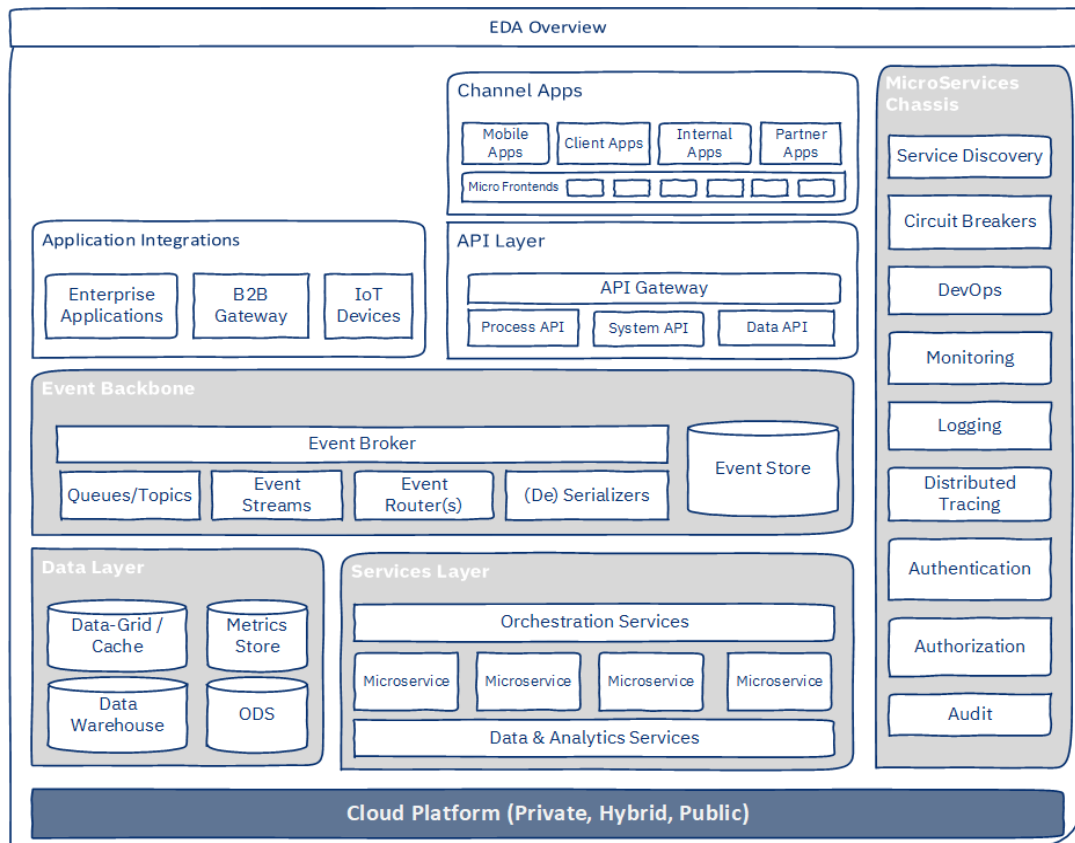 EDA Overview
Channel Apps
Mobile
Apps
Client Apps
Internal
Apps
Partner
Apps
Micro Frontends
Application Integrations
Enterprise
Applications
B2B
Gateway
IoT
Devices
API Layer
API Gateway
Process API
System API
Data API
Event Backbone
Event Broker
Queues/Topics
Event
Streams
Event
Router(s)
(De) Serializers
Event Store
Data Layer
Data-Grid /
Cache
Metrics
Store
Data
Warehouse
ODS
Services Layer
Orchestration Services
Microservice
Microservice
Microservice
Microservice
Data & Analytics Services
MicroServices
Chassis
Service Discovery
Circuit Breakers
DevOps
Monitoring
Logging
Distributed
Tracing
Authentication
Authorization
Audit
Cloud Platform (Private, Hybrid, Public)